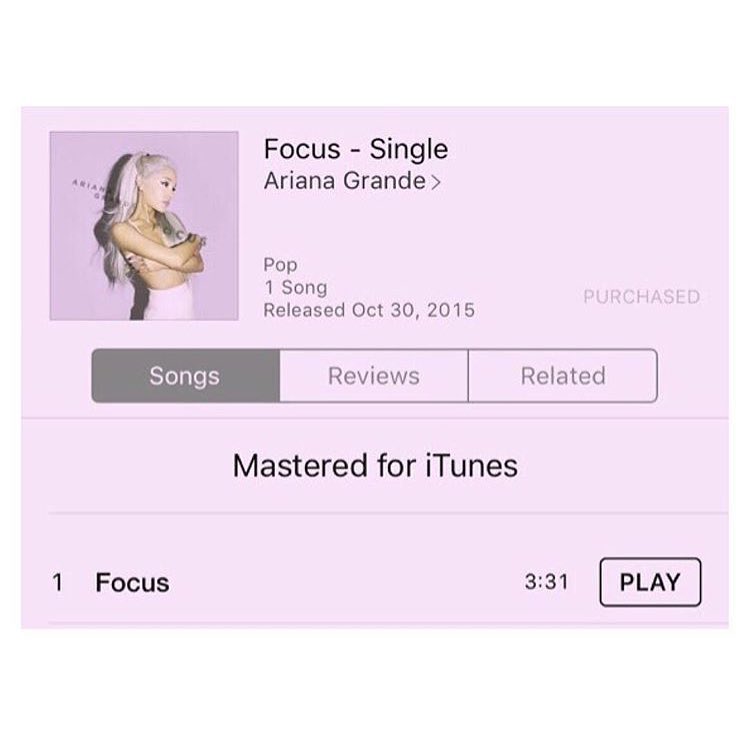 ARIANA
GRANDE
FOCUS
Focus - Single
Ariana Grande >
Pop
1 Song
Released Oct 30, 2015
PURCHASED
Songs Reviews Related
Mastered for iTunes
1 Focus 3:31 PLAY